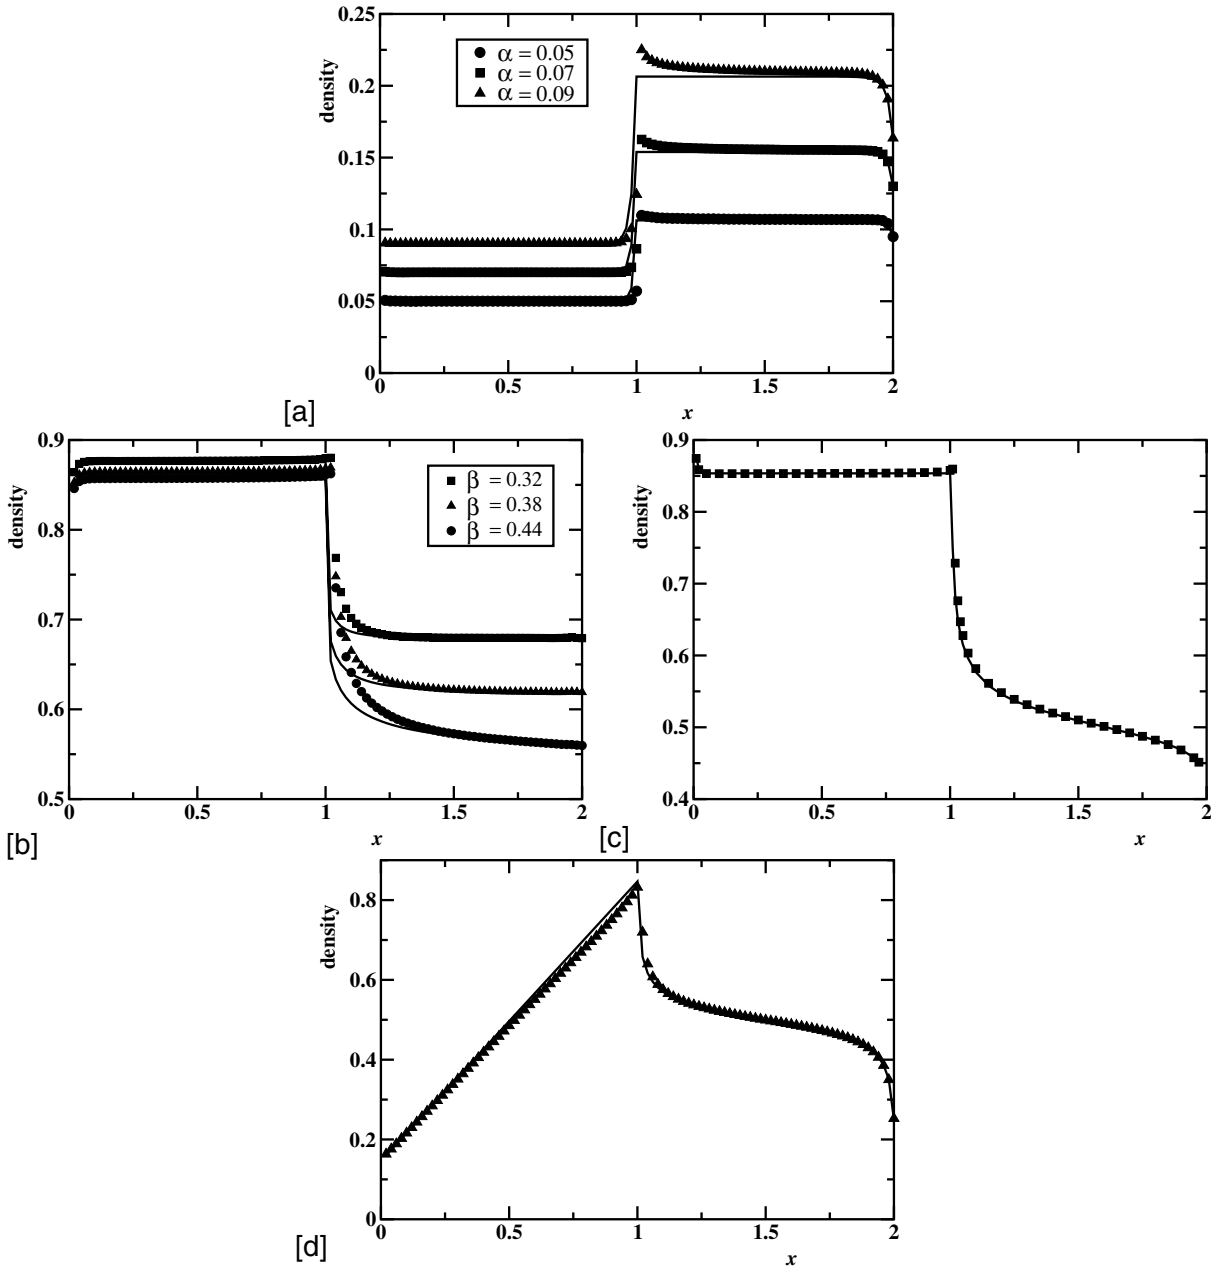 0.25
0.2
0.15
0.1
0.05
0
density
α = 0.05
α = 0.07
α = 0.09
0 0.5 1 1.5 2
x
[a]
0.9
0.8
0.7
0.6
0.5
density
β = 0.32
β = 0.38
β = 0.44
0 0.5 1 1.5 2
x
[b]
0.9
0.8
0.7
0.6
0.5
0.4
density
0 0.5 1 1.5 2
x
[c]
0.8
0.6
0.4
0.2
0
density
0 0.5 1 1.5 2
x
[d]